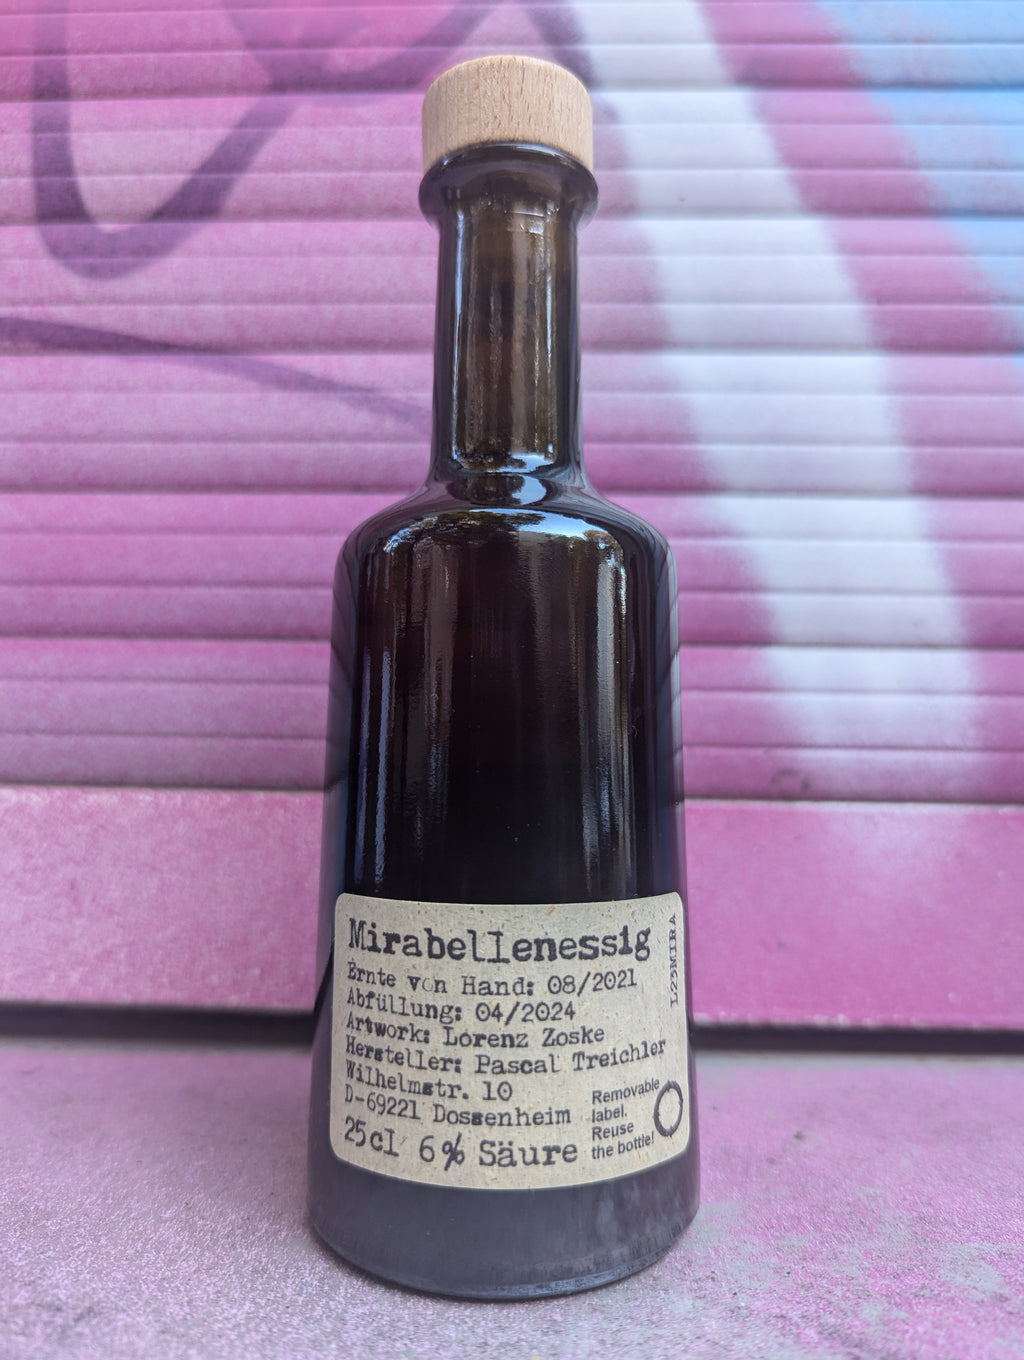 Mirabellenessig
Ernte von Hand: 08/2021
Abfüllung: 04/2024
Artwork: Lorenz Zoske
Hersteller: Pascal Treichler
Wilhelmstr. 10
D-69221 Dossenheim
25cl 6% Säure
Removable
label.
Reuse
the bottle!
L23MIRA